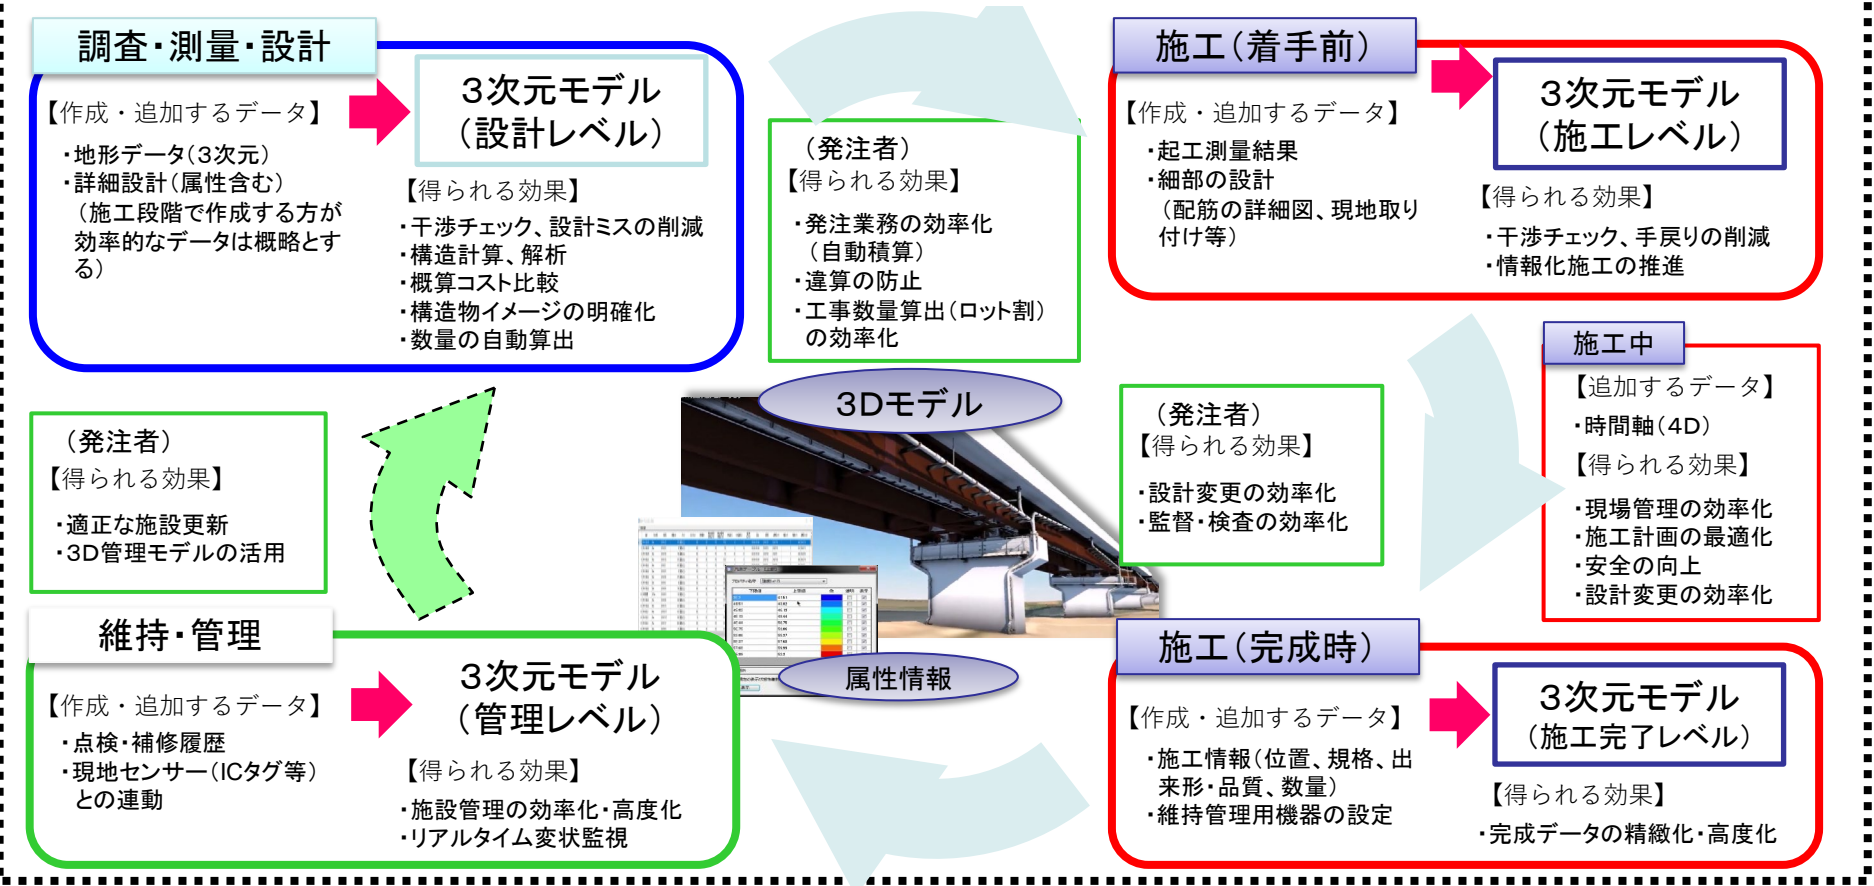 調査・測量・設計
【作成・追加するデータ】
・地形データ（３次元）
・詳細設計（属性含む）
（施工段階で作成する方が
効率的なデータは概略とす
る）
３次元モデル
（設計レベル）
【得られる効果】
・干渉チェック、設計ミスの削減
・構造計算、解析
・概算コスト比較
・構造物イメージの明確化
・数量の自動算出
（発注者）
【得られる効果】
・発注業務の効率化
（自動積算）
・違算の防止
・工事数量算出（ロット割）
の効率化
施工（着手前）
【作成・追加するデータ】
・起工測量結果
・細部の設計
（配筋の詳細図、現地取り
付け等）
３次元モデル
（施工レベル）
【得られる効果】
・干渉チェック、手戻りの削減
・情報化施工の推進
施工中
【追加するデータ】
・時間軸（４Ｄ）
【得られる効果】
・現場管理の効率化
・施工計画の最適化
・安全の向上
・設計変更の効率化
（発注者）
【得られる効果】
・設計変更の効率化
・監督・検査の効率化
３Ｄモデル
属性情報
（発注者）
【得られる効果】
・適正な施設更新
・３Ｄ管理モデルの活用
維持・管理
【作成・追加するデータ】
・点検・補修履歴
・現地センサー（ICタグ等）
との連動
３次元モデル
（管理レベル）
【得られる効果】
・施設管理の効率化・高度化
・リアルタイム変状監視
施工（完成時）
【作成・追加するデータ】
・施工情報（位置、規格、出
来形・品質、数量）
・維持管理用機器の設定
３次元モデル
（施工完了レベル）
【得られる効果】
・完成データの精緻化・高度化